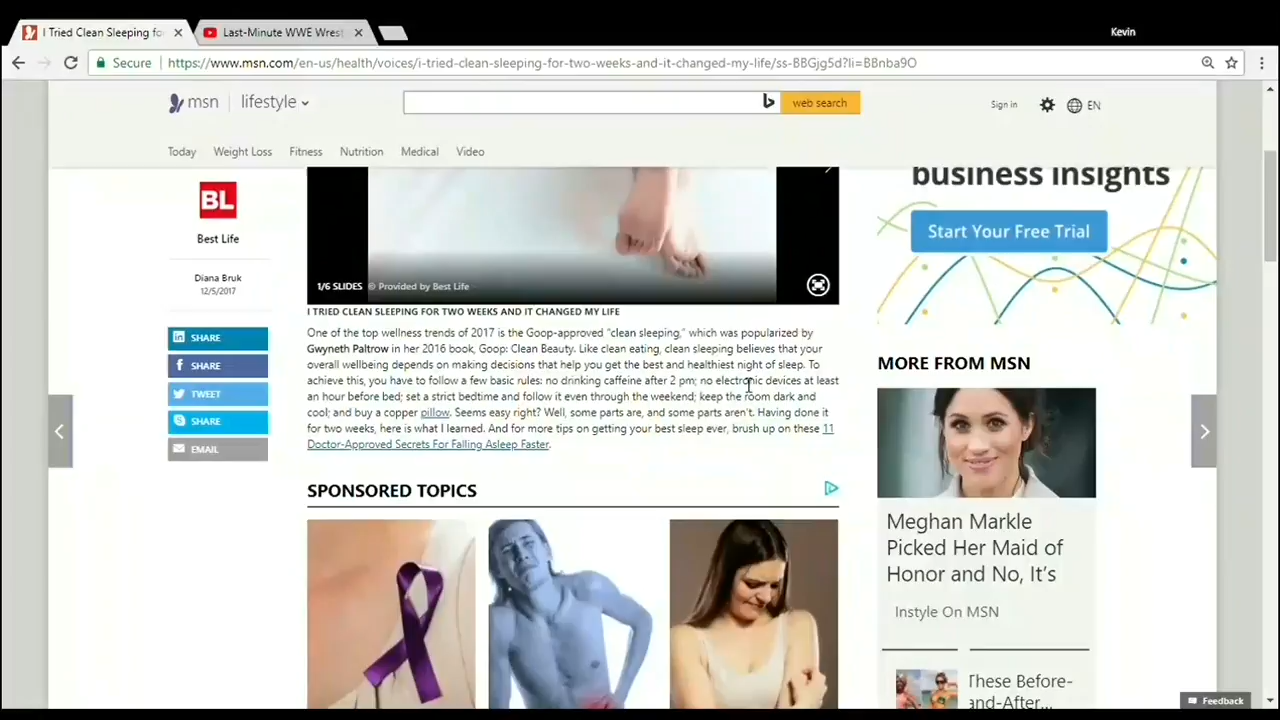 I Tried Clean Sleeping fo
Last-Minute WWE Wrest
Kevin
Secure
https://www.msn.com/en-us/health/voices/i-tried-clean-sleeping-for-two-weeks-and-it-changed-my-life/ss-BBGjg5d?li=BBnba9O
msn
lifestyle
web search
Sign in
EN
Today
Weight Loss
Fitness
Nutrition
Medical
Video
BL
Best Life
Diana Bruk
12/5/2017
SHARE
SHARE
TWEET
SHARE
EMAIL
1/6 SLIDES
© Provided by Best Life
I TRIED CLEAN SLEEPING FOR TWO WEEKS AND IT CHANGED MY LIFE
One of the top wellness trends of 2017 is the Goop-approved "clean sleeping," which was popularized by
Gwyneth Paltrow in her 2016 book, Goop: Clean Beauty. Like clean eating, clean sleeping believes that your
overall wellbeing depends on making decisions that help you get the best and healthiest night of sleep. To
achieve this, you have to follow a few basic rules: no drinking caffeine after 2 pm; no electronic devices at least
an hour before bed; set a strict bedtime and follow it even through the weekend; keep the room dark and
cool; and buy a copper pillow. Seems easy right? Well, some parts are, and some parts aren't. Having done it
for two weeks, here is what I learned. And for more tips on getting your best sleep ever, brush up on these 11
Doctor-Approved Secrets For Falling Asleep Faster.
SPONSORED TOPICS
business insights
Start Your Free Trial
MORE FROM MSN
Meghan Markle
Picked Her Maid of
Honor and No, It's
Instyle On MSN
These Before-
and-After...
Feedback